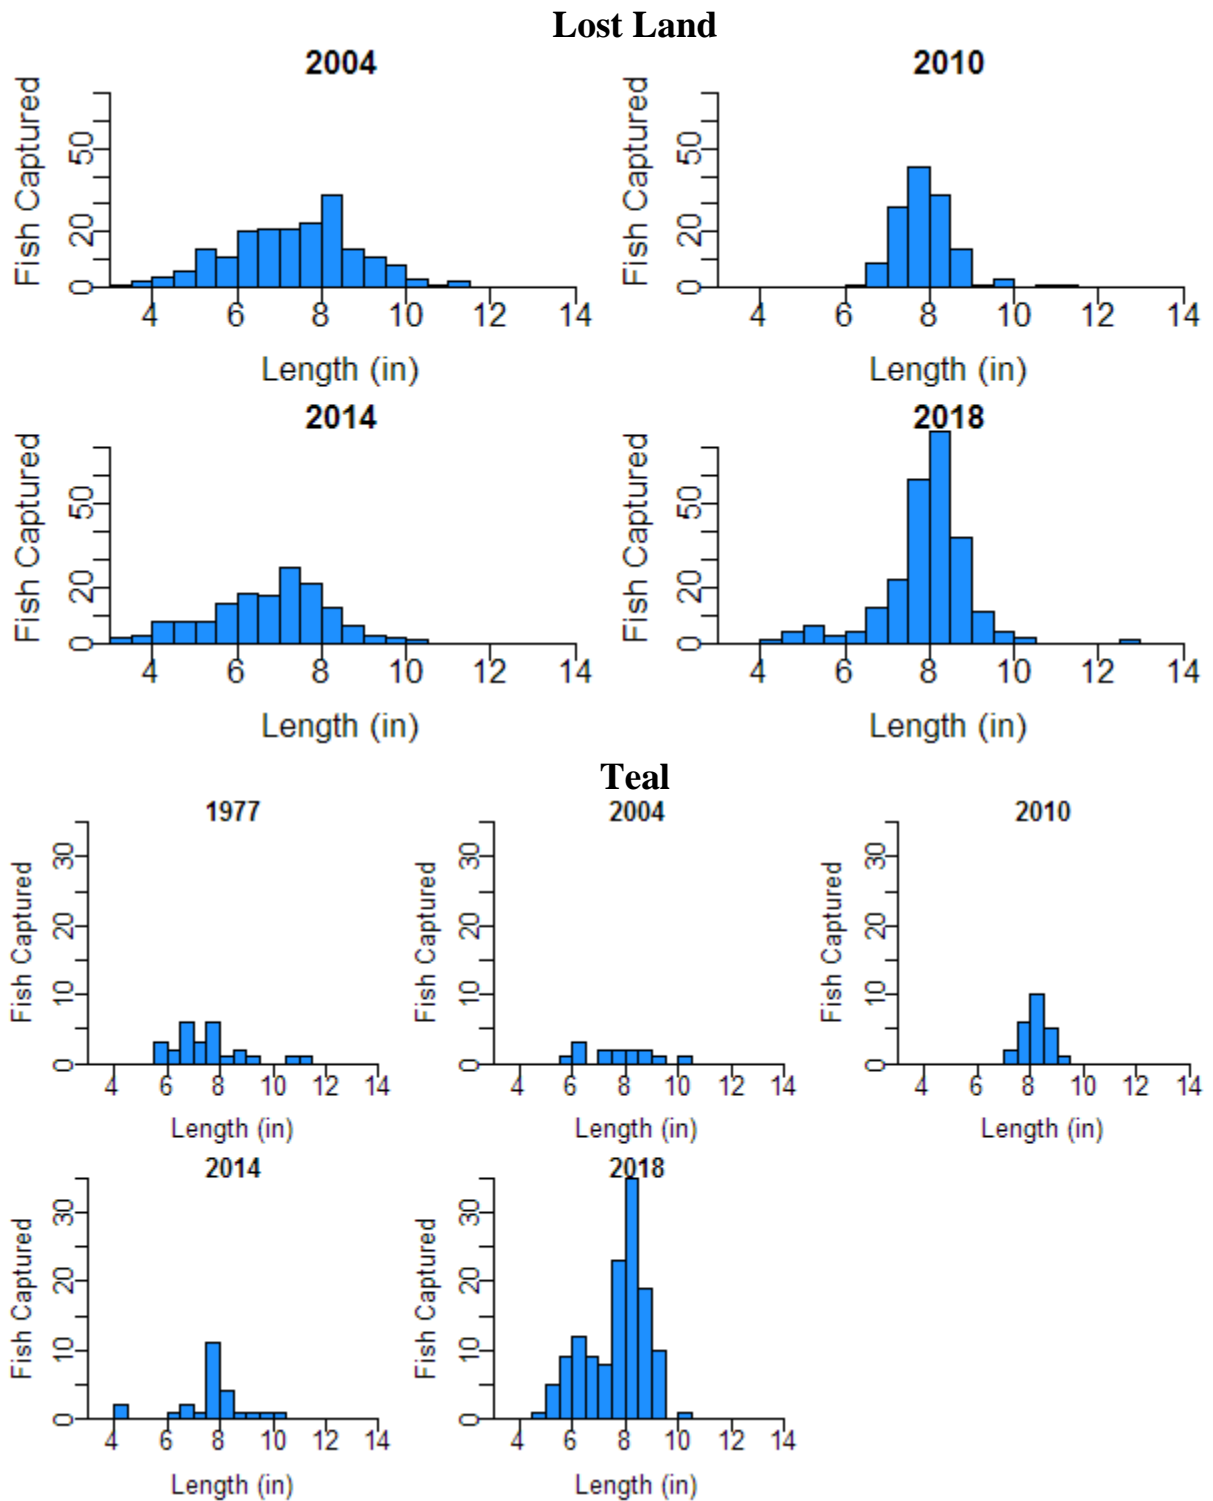 Lost Land
2004
2010
Fish Captured
0 20 50
4 6 8 10 12 14
Length (in)
Fish Captured
0 20 50
4 6 8 10 12 14
Length (in)
2014
2018
Fish Captured
0 20 50
4 6 8 10 12 14
Length (in)
Fish Captured
0 20 50
4 6 8 10 12 14
Length (in)
Teal
1977
2004
2010
Fish Captured
0 10 20 30
4 6 8 10 12 14
Length (in)
Fish Captured
0 10 20 30
4 6 8 10 12 14
Length (in)
Fish Captured
0 10 20 30
4 6 8 10 12 14
Length (in)
2014
2018
Fish Captured
0 10 20 30
4 6 8 10 12 14
Length (in)
Fish Captured
0 10 20 30
4 6 8 10 12 14
Length (in)